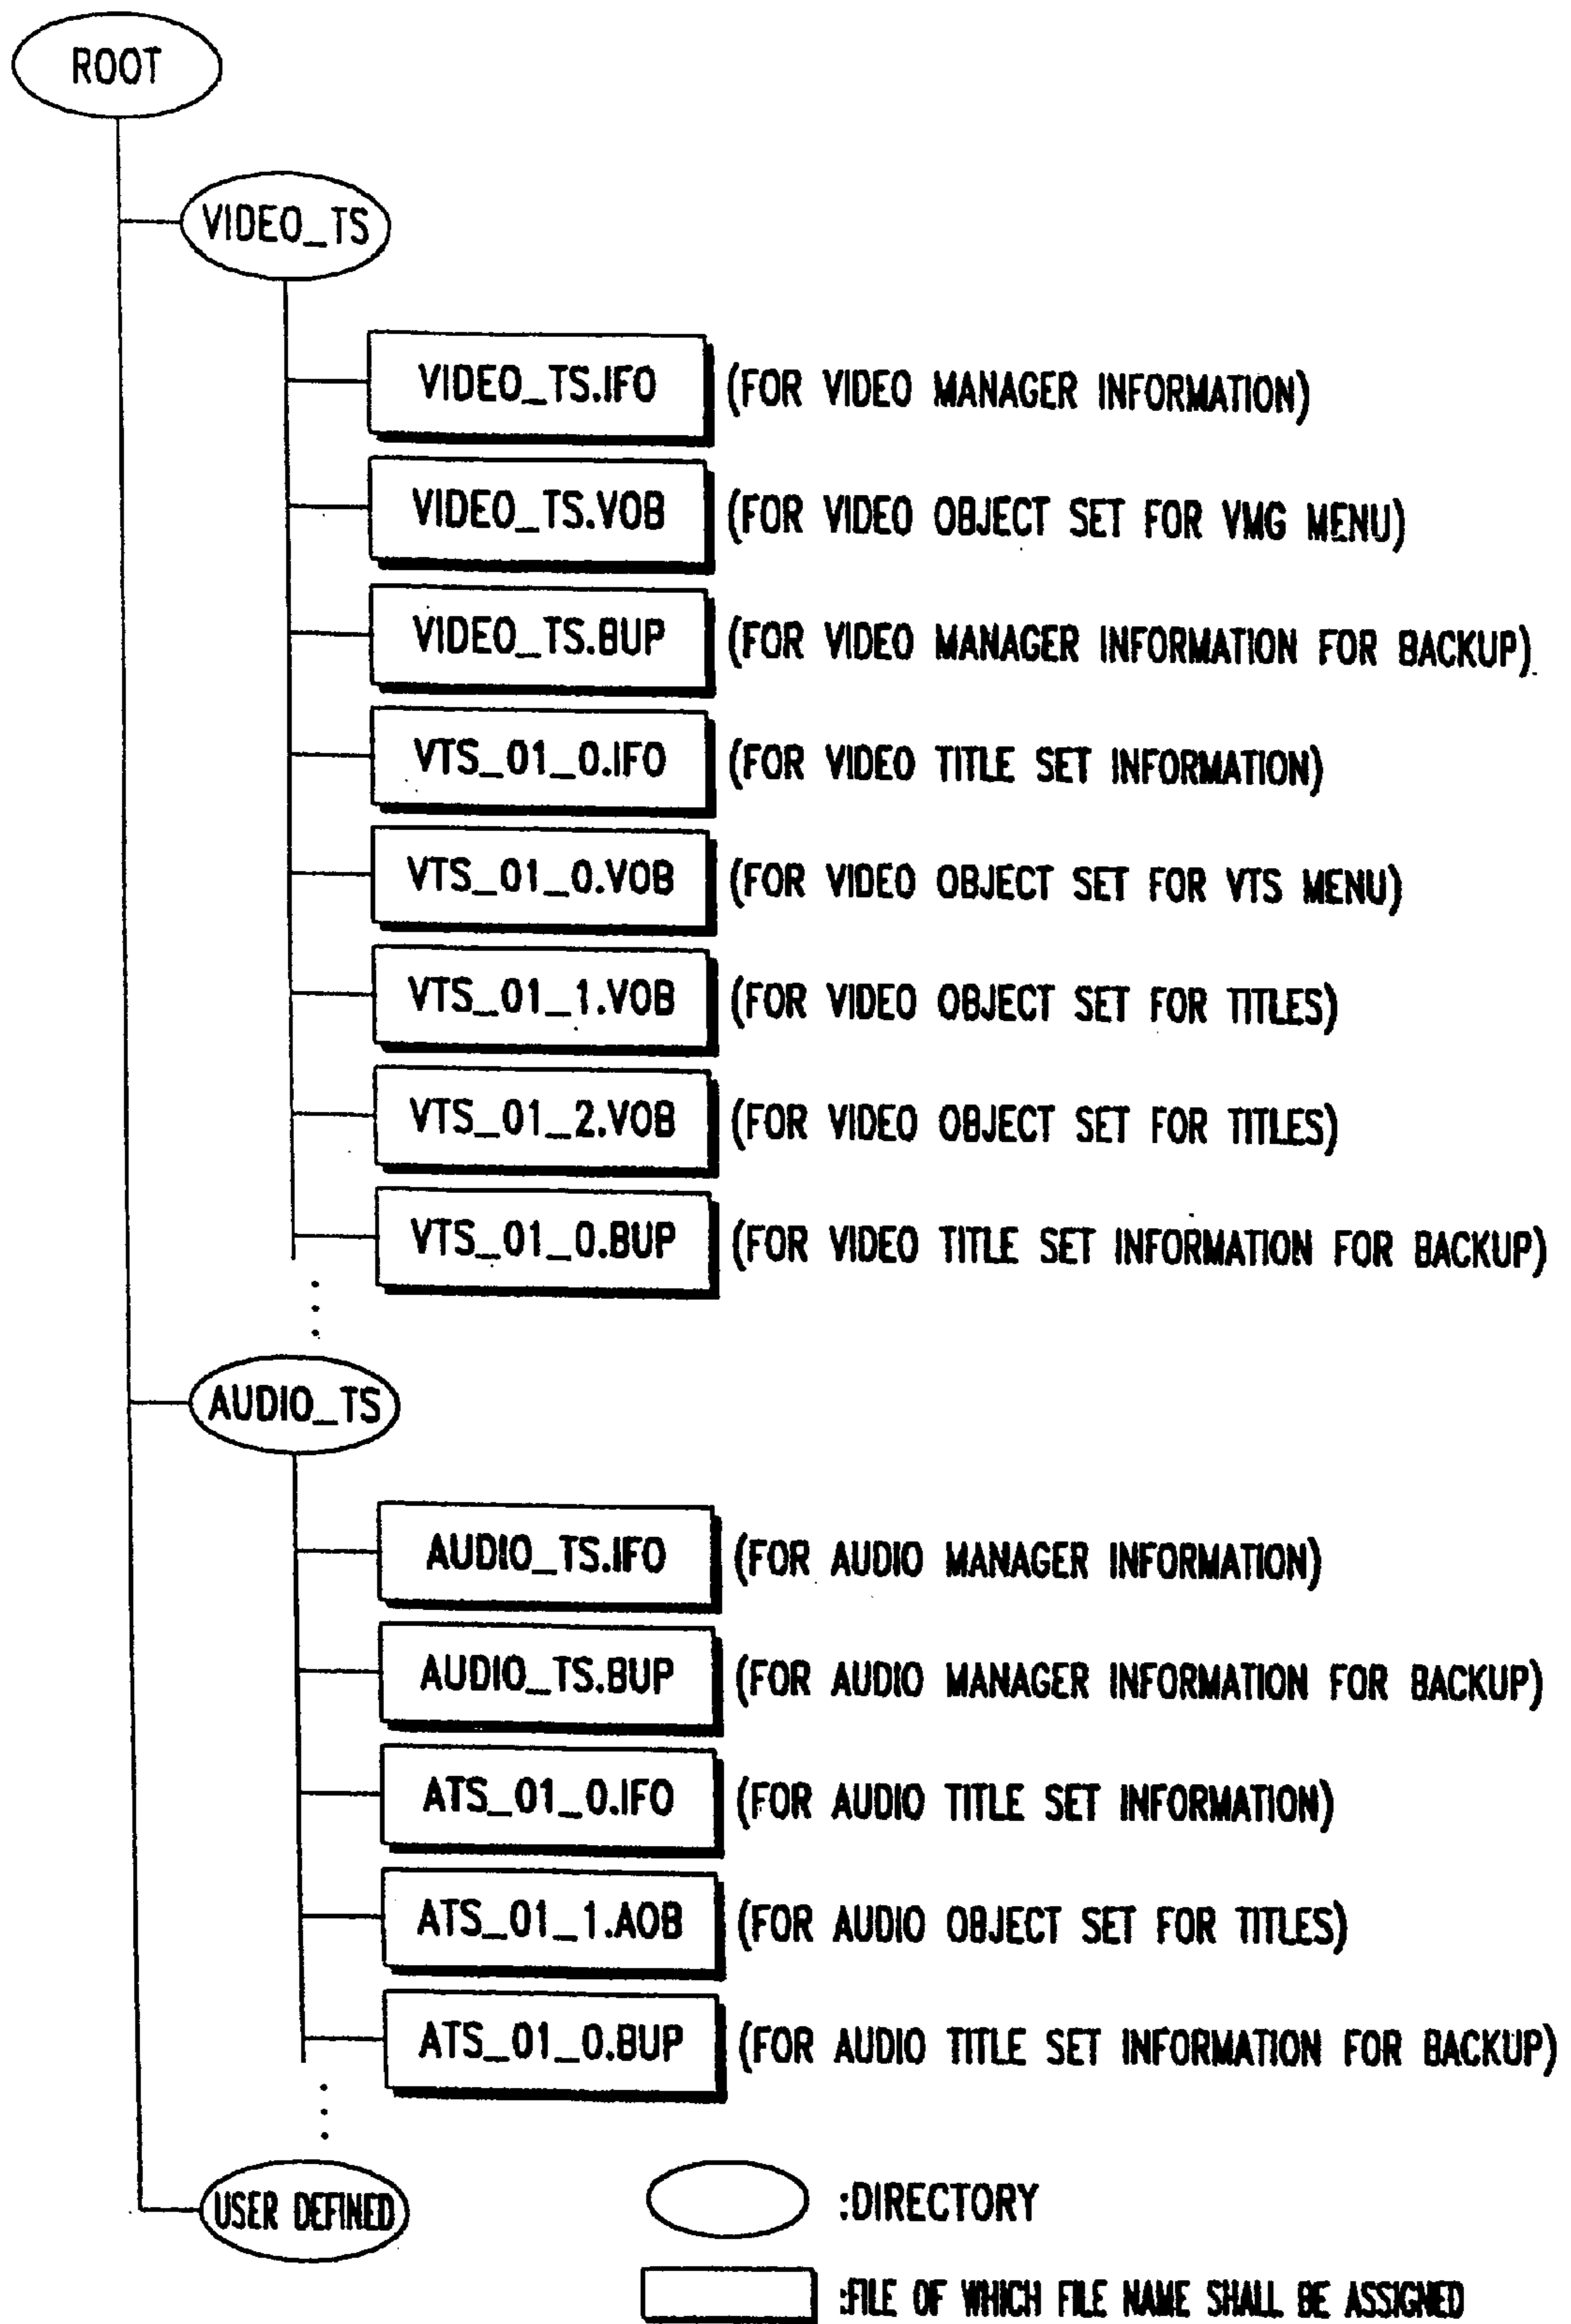 ROOT
VIDEO_TS
VIDEO_TS.IFO (FOR VIDEO MANAGER INFORMATION)
VIDEO_TS.VOB (FOR VIDEO OBJECT SET FOR VMG MENU)
VIDEO_TS.BUP (FOR VIDEO MANAGER INFORMATION FOR BACKUP)
VTS_01_0.IFO (FOR VIDEO TITLE SET INFORMATION)
VTS_01_0.VOB (FOR VIDEO OBJECT SET FOR VTS MENU)
VTS_01_1.VOB (FOR VIDEO OBJECT SET FOR TITLES)
VTS_01_2.VOB (FOR VIDEO OBJECT SET FOR TITLES)
VTS_01_0.BUP (FOR VIDEO TITLE SET INFORMATION FOR BACKUP)
AUDIO_TS
AUDIO_TS.IFO (FOR AUDIO MANAGER INFORMATION)
AUDIO_TS.BUP (FOR AUDIO MANAGER INFORMATION FOR BACKUP)
ATS_01_0.IFO (FOR AUDIO TITLE SET INFORMATION)
ATS_01_1.AOB (FOR AUDIO OBJECT SET FOR TITLES)
ATS_01_0.BUP (FOR AUDIO TITLE SET INFORMATION FOR BACKUP)
USER DEFINED
:DIRECTORY
:FILE OF WHICH FILE NAME SHALL BE ASSIGNED